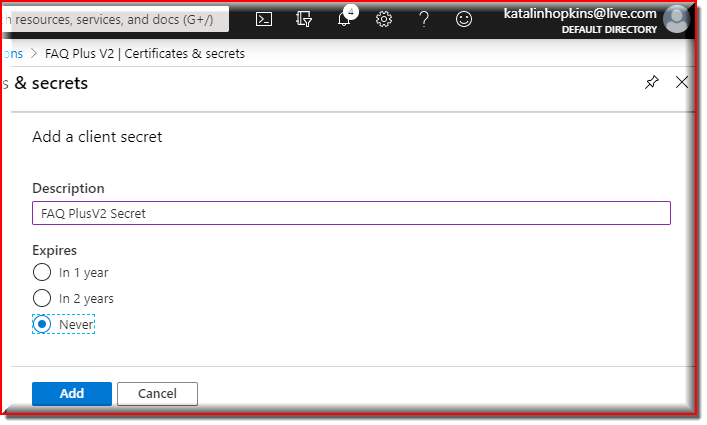 resources, services, and docs (G+/)
4
katalinhopkins@live.com
DEFAULT DIRECTORY
ons > FAQ Plus V2 | Certificates & secrets
& secrets
Add a client secret
Description
FAQ PlusV2 Secret
Expires
In 1 year
In 2 years
Never
Add
Cancel